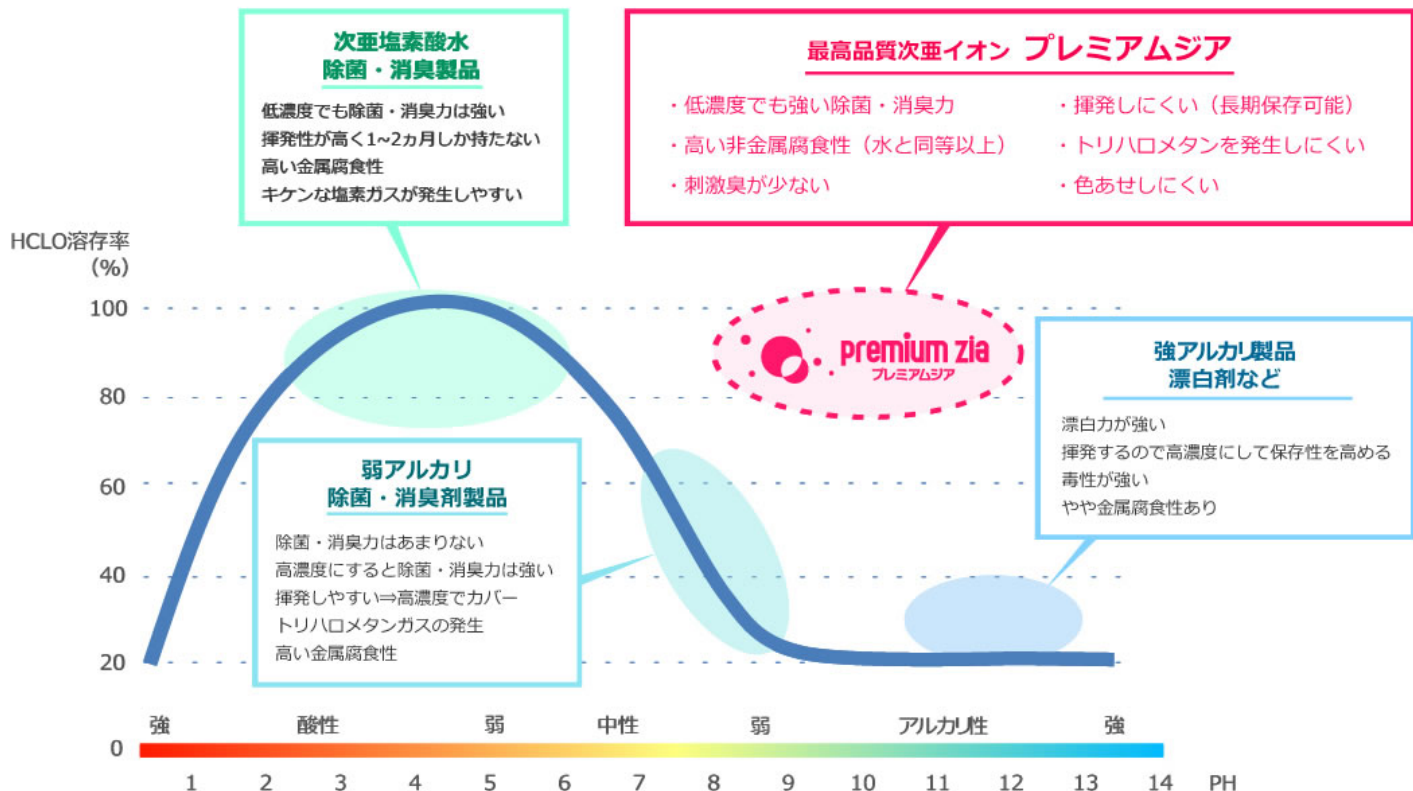 次亜塩素酸水
除菌・消臭製品
低濃度でも除菌・消臭力は強い
揮発性が高く1~2ヵ月しか持たない
高い金属腐食性
キケンな塩素ガスが発生しやすい
最高品質次亜イオン プレミアムジア
・低濃度でも強い除菌・消臭力
・高い非金属腐食性（水と同等以上）
・刺激臭が少ない
・揮発しにくい（長期保存可能）
・トリハロメタンを発生しにくい
・色あせしにくい
HCLO溶存率
（%）
100
80
60
40
20
0
premium zia
プレミアムジア
強アルカリ製品
漂白剤など
漂白力が強い
揮発するので高濃度にして保存性を高める
毒性が強い
やや金属腐食性あり
弱アルカリ
除菌・消臭剤製品
除菌・消臭力はあまりない
高濃度にすると除菌・消臭力は強い
揮発しやすい⇒高濃度でカバー
トリハロメタンガスの発生
高い金属腐食性
強 酸性 弱 中性 弱 アルカリ性 強
1 2 3 4 5 6 7 8 9 10 11 12 13 14 PH